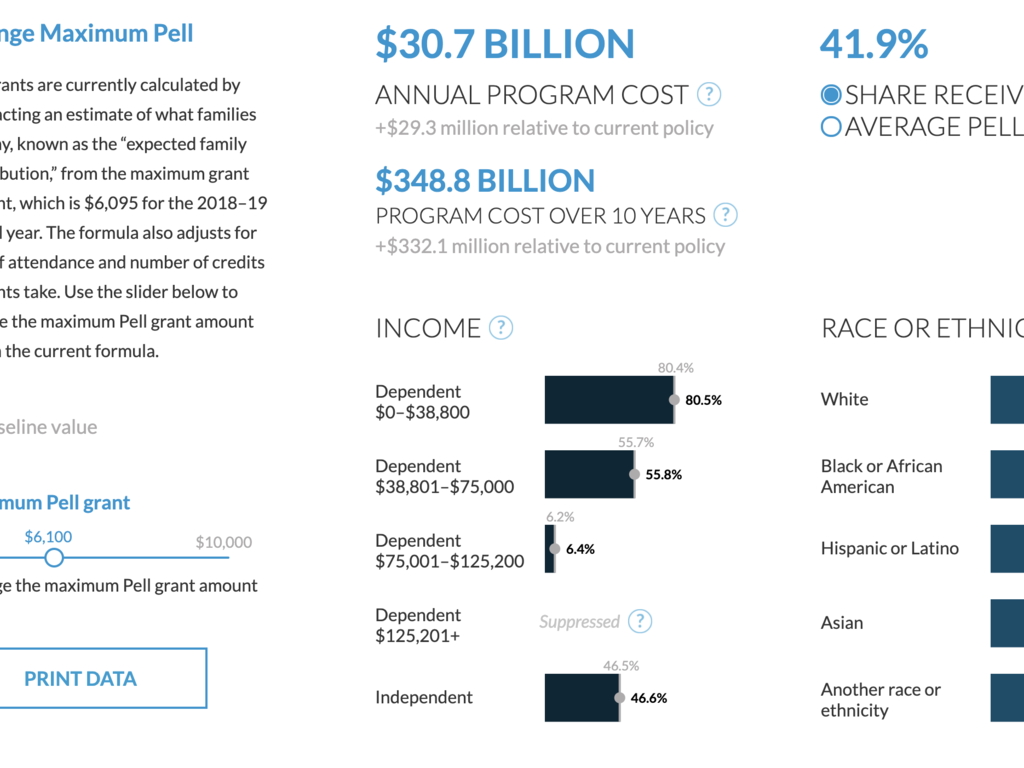 nge Maximum Pell
rants are currently calculated by
acting an estimate of what families
ay, known as the “expected family
bution,” from the maximum grant
nt, which is $6,095 for the 2018–19
l year. The formula also adjusts for
f attendance and number of credits
nts take. Use the slider below to
e the maximum Pell grant amount
n the current formula.
seline value
mum Pell grant
$6,100
$10,000
ge the maximum Pell grant amount
PRINT DATA
$30.7 BILLION
ANNUAL PROGRAM COST ?
+$29.3 million relative to current policy
$348.8 BILLION
PROGRAM COST OVER 10 YEARS ?
+$332.1 million relative to current policy
41.9%
SHARE RECEIV
AVERAGE PELL
INCOME ?
80.4%
Dependent
$0–$38,800
80.5%
55.7%
Dependent
$38,801–$75,000
55.8%
6.2%
Dependent
$75,001–$125,200
6.4%
Dependent
$125,201+
Suppressed ?
46.5%
Independent
46.6%
RACE OR ETHNIC
White
Black or African
American
Hispanic or Latino
Asian
Another race or
ethnicity